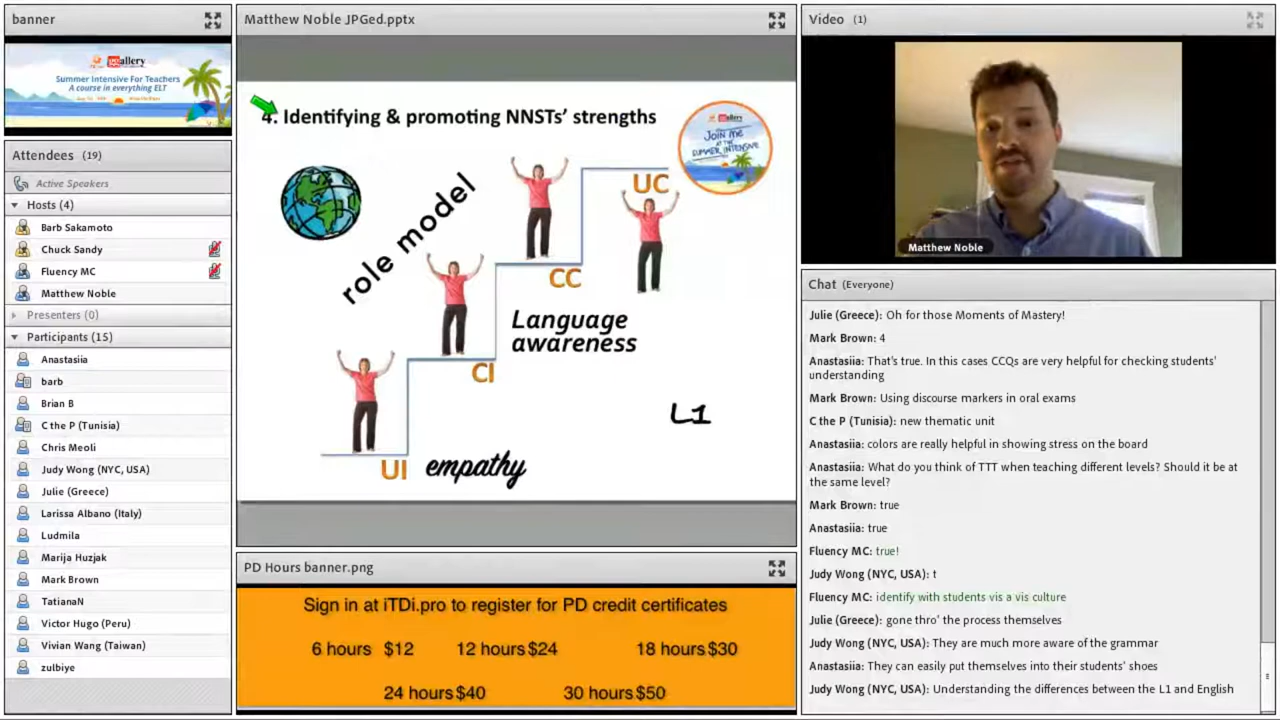 banner
allery
Summer Intensive For Teachers
A course in everything ELT
Attendees (19)
Active Speakers
Hosts (4)
Barb Sakamoto
Chuck Sandy
Fluency MC
Matthew Noble
Presenters (0)
Participants (15)
Anastasiia
barb
Brian B
C the P (Tunisia)
Chris Meoli
Judy Wong (NYC, USA)
Julie (Greece)
Larissa Albano (Italy)
Ludmila
Marija Huzjak
Mark Brown
TatianaN
Victor Hugo (Peru)
Vivian Wang (Taiwan)
zulbiye
Matthew Noble JPGed.pptx
4. Identifying & promoting NNSTs’ strengths
allery
JOIN ME
AT THE
SUMMER INTENSIVE
role model
UC
CC
Language
awareness
CI
L1
UI empathy
PD Hours banner.png
Sign in at iTDi.pro to register for PD credit certificates
6 hours $12 12 hours $24 18 hours $30
24 hours $40 30 hours $50
Video (1)
Matthew Noble
Chat (Everyone)
Julie (Greece): Oh for those Moments of Mastery!
Mark Brown: 4
Anastasiia: That's true. In this cases CCQs are very helpful for checking students'
understanding
Mark Brown: Using discourse markers in oral exams
C the P (Tunisia): new thematic unit
Anastasiia: colors are really helpful in showing stress on the board
Anastasiia: What do you think of TTT when teaching different levels? Should it be at
the same level?
Mark Brown: true
Anastasiia: true
Fluency MC: true!
Judy Wong (NYC, USA): t
Fluency MC: identify with students vis a vis culture
Julie (Greece): gone thro' the process themselves
Judy Wong (NYC, USA): They are much more aware of the grammar
Anastasiia: They can easily put themselves into their students' shoes
Judy Wong (NYC, USA): Understanding the differences between the L1 and English